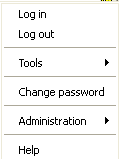 Log in
Log out
Tools
Change password
Administration
Help